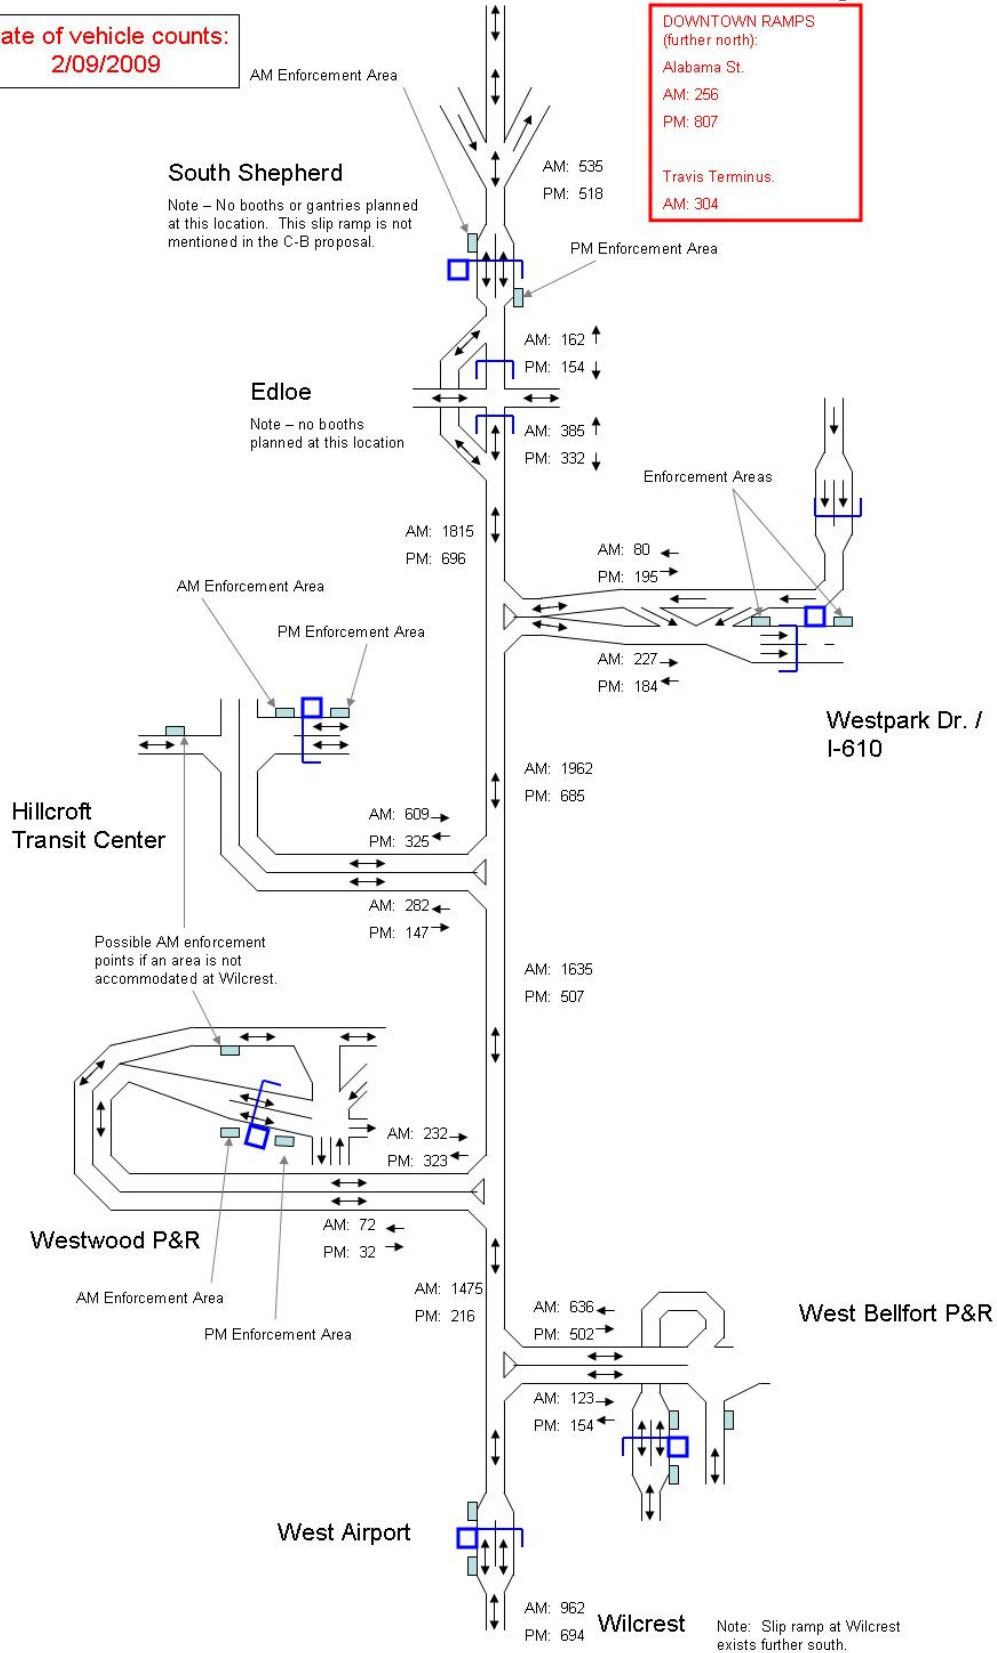 ate of vehicle counts:
2/09/2009
DOWNTOWN RAMPS
(further north):
Alabama St.
AM: 256
PM: 807
Travis Terminus.
AM: 304
AM Enforcement Area
South Shepherd
Note – No booths or gantries planned
at this location. This slip ramp is not
mentioned in the C-B proposal.
AM: 535
PM: 518
PM Enforcement Area
AM: 162
PM: 154
Edloe
Note – no booths
planned at this location
AM: 385
PM: 332
Enforcement Areas
AM: 1815
PM: 696
AM: 80
PM: 195
AM Enforcement Area
PM Enforcement Area
AM: 227
PM: 184
Westpark Dr. /
I-610
AM: 1962
PM: 685
Hillcroft
Transit Center
AM: 609
PM: 325
AM: 282
PM: 147
Possible AM enforcement
points if an area is not
accommodated at Wilcrest.
AM: 1635
PM: 507
AM: 232
PM: 323
Westwood P&R
AM: 72
PM: 32
AM Enforcement Area
PM Enforcement Area
AM: 1475
PM: 216
AM: 636
PM: 502
West Bellfort P&R
AM: 123
PM: 154
West Airport
AM: 962
PM: 694
Wilcrest
Note: Slip ramp at Wilcrest
exists further south.